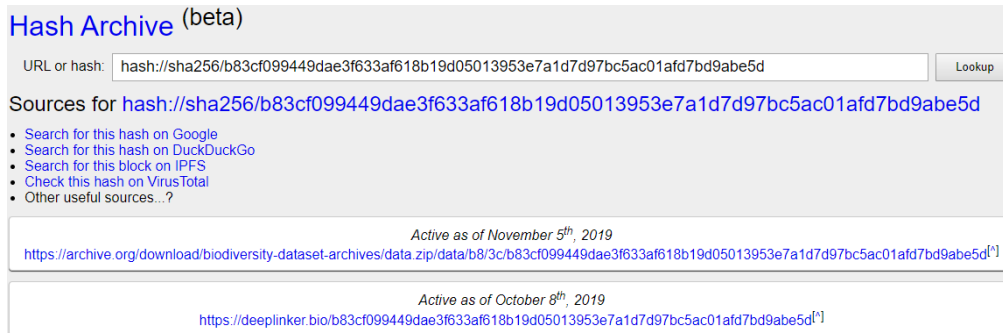 Hash Archive (beta)
URL or hash: hash://sha256/b83cf099449dae3f633af618b19d05013953e7a1d7d97bc5ac01afd7bd9abe5d Lookup
Sources for hash://sha256/b83cf099449dae3f633af618b19d05013953e7a1d7d97bc5ac01afd7bd9abe5d
• Search for this hash on Google
• Search for this hash on DuckDuckGo
• Search for this block on IPFS
• Check this hash on VirusTotal
• Other useful sources...?
Active as of November 5th, 2019
https://archive.org/download/biodiversity-dataset-archives/data.zip/data/b8/3c/b83cf099449dae3f633af618b19d05013953e7a1d7d97bc5ac01afd7bd9abe5d[^]
Active as of October 8th, 2019
https://deeplinker.bio/b83cf099449dae3f633af618b19d05013953e7a1d7d97bc5ac01afd7bd9abe5d[^]